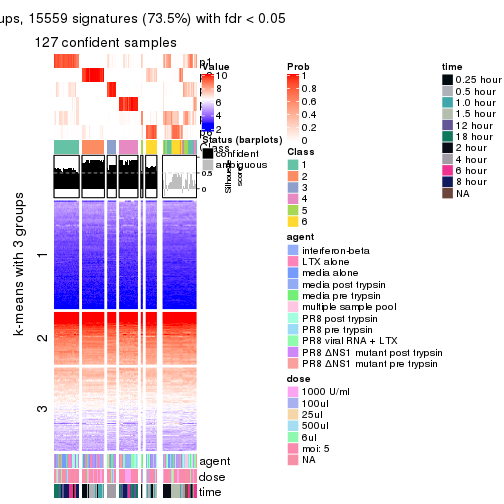 ups, 15559 signatures (73.5%) with fdr < 0.05
127 confident samples
p1
Value
10
8
6
4
2
Status (barplots)
confident
ambiguous
1
0.5
0
Silhouette
score
k-means with 3 groups
1
2
3
agent
dose
time
Prob
1
0.8
0.6
0.4
0.2
0
Class
1
2
3
4
5
6
agent
interferon-beta
LTX alone
media alone
media post trypsin
media pre trypsin
multiple sample pool
PR8 post trypsin
PR8 pre trypsin
PR8 viral RNA + LTX
PR8 ΔNS1 mutant post trypsin
PR8 ΔNS1 mutant pre trypsin
dose
1000 U/ml
100ul
25ul
500ul
6ul
moi: 5
NA
time
0.25 hour
0.5 hour
1.0 hour
1.5 hour
12 hour
18 hour
2 hour
4 hour
6 hour
8 hour
NA